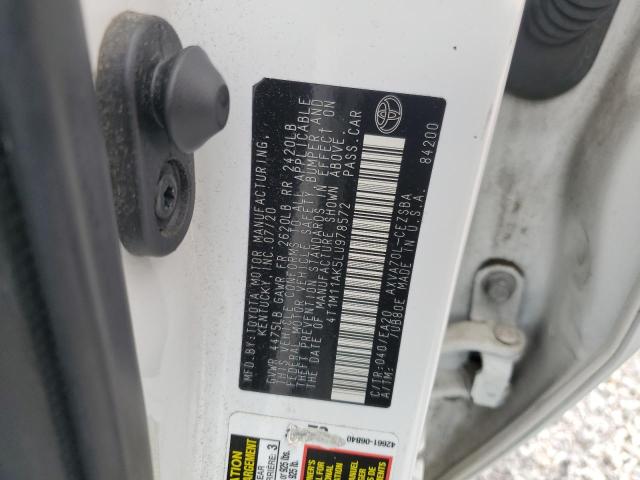 MFD.BY:TOYOTA MOTOR MANUFACTURING,
KENTUCKY, INC. 07/20
GVWR 4475LB GAWR FR 2620LB RR 2420LB
THIS VEHICLE CONFORMS TO ALL APPLICABLE
FEDERAL MOTOR VEHICLE SAFETY, BUMPER, AND
THEFT PREVENTION STANDARDS IN EFFECT ON
THE DATE OF MANUFACTURE SHOWN ABOVE.
4T1M11AK5LU978572 PASS.CAR
C/TR:040/EA20 AXVA70L-CEZSBA 84200
A/TM: /UB80E MADE IN U.S.A.
42661-06B40